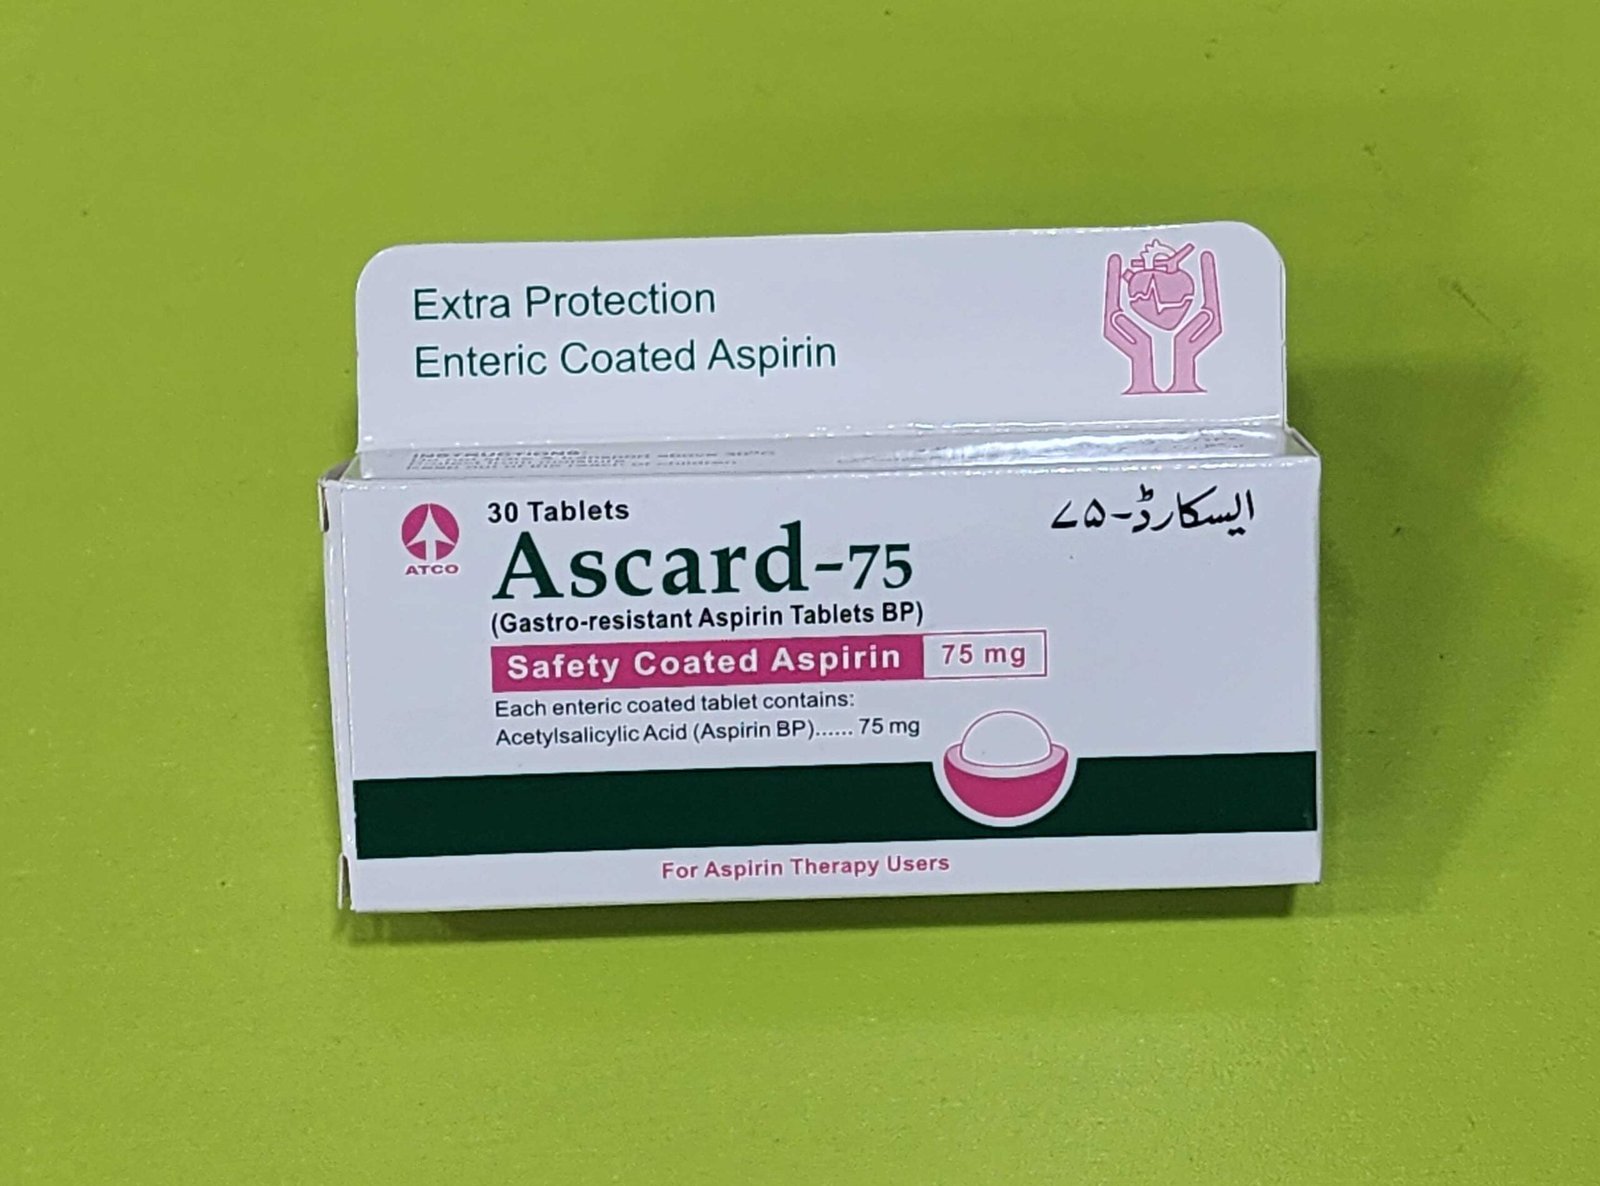 Extra Protection
Enteric Coated Aspirin
INSTRUCTIONS:
30 Tablets
ایسکارڈ-۷۵
ATCO
Ascard-75
(Gastro-resistant Aspirin Tablets BP)
Safety Coated Aspirin 75 mg
Each enteric coated tablet contains:
Acetylsalicylic Acid (Aspirin BP)...... 75 mg
For Aspirin Therapy Users